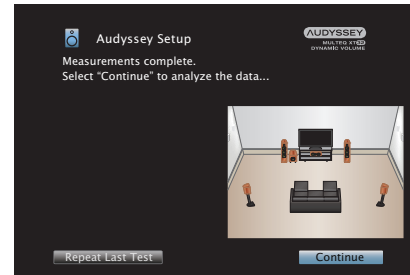 Audyssey Setup
AUDYSSEY
MULTEQ XT32
DYNAMIC VOLUME
Measurements complete.
Select “Continue” to analyze the data...
Repeat Last Test
Continue